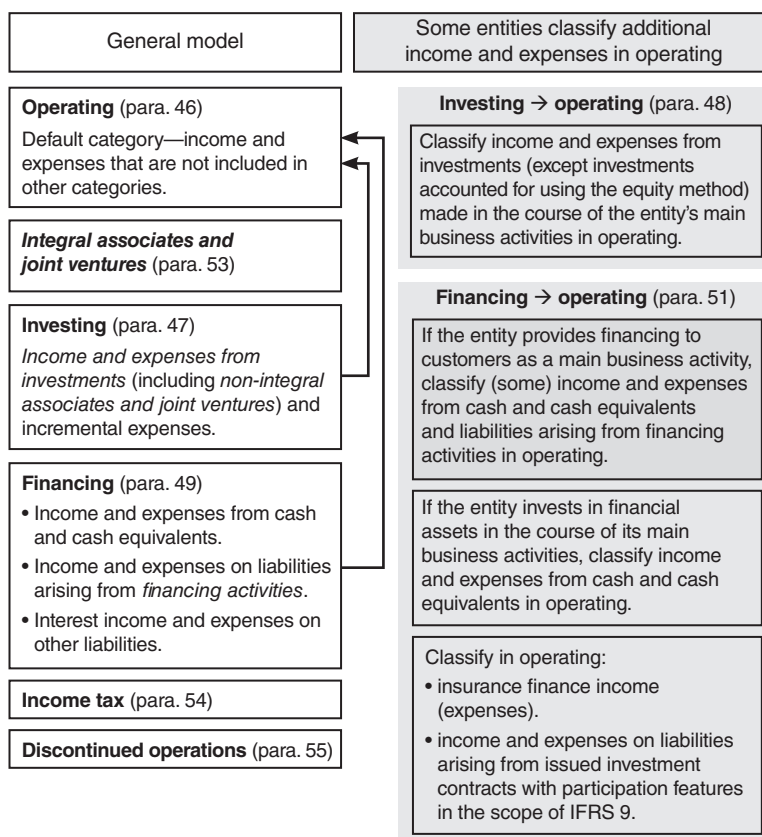 General model
Operating (para. 46)
Default category—income and
expenses that are not included in
other categories.
Integral associates and
joint ventures (para. 53)
Investing (para. 47)
Income and expenses from
investments (including non-integral
associates and joint ventures) and
incremental expenses.
Financing (para. 49)
• Income and expenses from cash
and cash equivalents.
• Income and expenses on liabilities
arising from financing activities.
• Interest income and expenses on
other liabilities.
Income tax (para. 54)
Discontinued operations (para. 55)
Some entities classify additional
income and expenses in operating
Investing → operating (para. 48)
Classify income and expenses from
investments (except investments
accounted for using the equity method)
made in the course of the entity’s main
business activities in operating.
Financing → operating (para. 51)
If the entity provides financing to
customers as a main business activity,
classify (some) income and expenses
from cash and cash equivalents
and liabilities arising from financing
activities in operating.
If the entity invests in financial
assets in the course of its main
business activities, classify income
and expenses from cash and cash
equivalents in operating.
Classify in operating:
• insurance finance income
(expenses).
• income and expenses on liabilities
arising from issued investment
contracts with participation features
in the scope of IFRS 9.